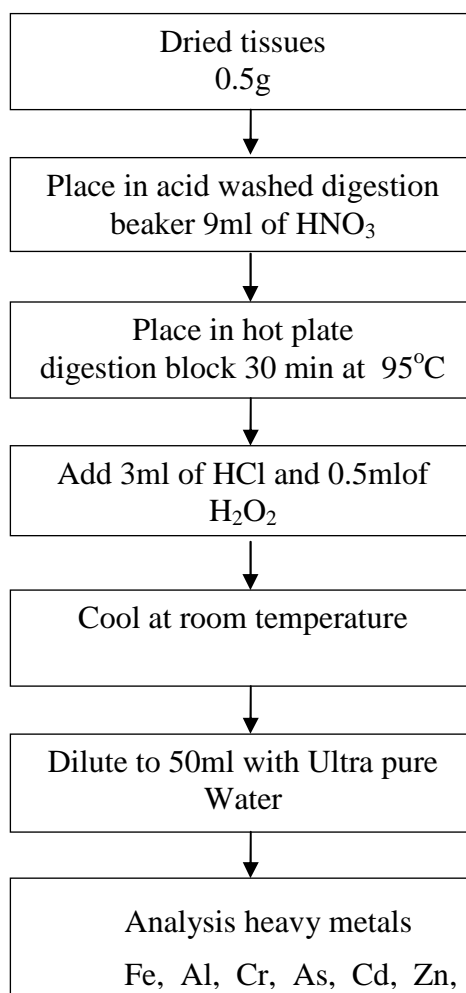 Dried tissues
0.5g
Place in acid washed digestion
beaker 9ml of HNO₃
Place in hot plate
digestion block 30 min at 95°C
Add 3ml of HCl and 0.5mlof
H₂O₂
Cool at room temperature
Dilute to 50ml with Ultra pure
Water
Analysis heavy metals
Fe, Al, Cr, As, Cd, Zn,